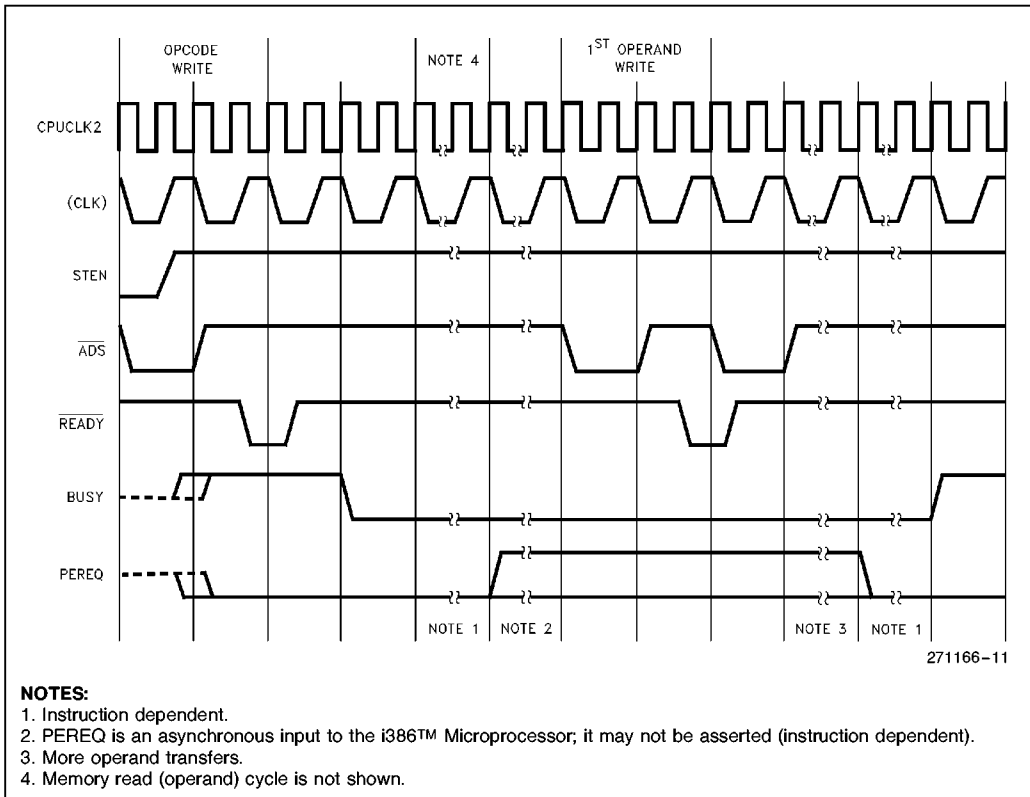 OPCODE
WRITE
NOTE 4
1ST OPERAND
WRITE
CPUCLK2
(CLK)
STEN
ADS
READY
BUSY
PEREQ
NOTE 1
NOTE 2
NOTE 3
NOTE 1
271166–11
NOTES:
1. Instruction dependent.
2. PEREQ is an asynchronous input to the i386™ Microprocessor; it may not be asserted (instruction dependent).
3. More operand transfers.
4. Memory read (operand) cycle is not shown.